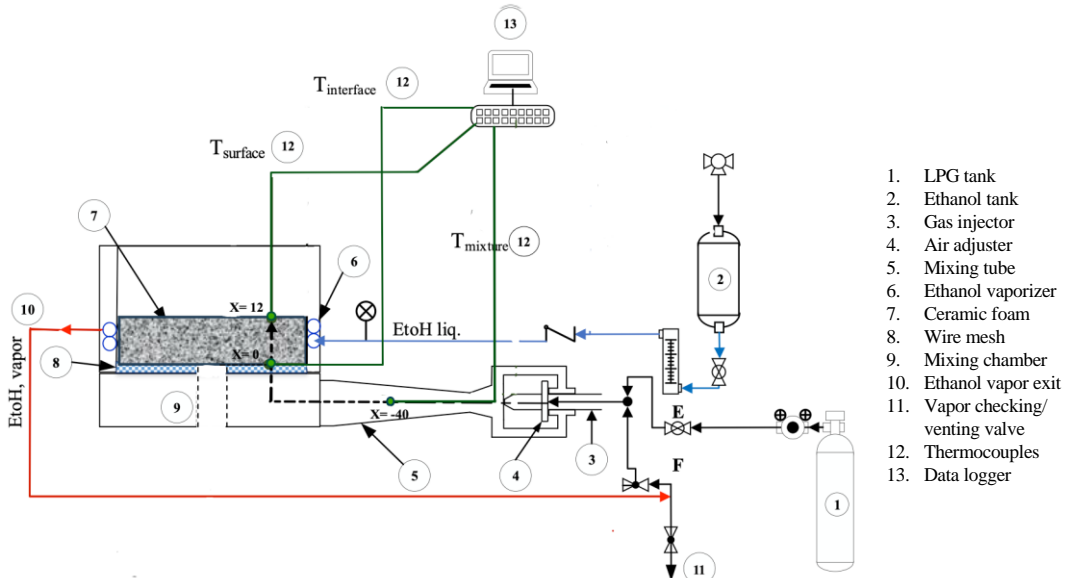 13
T interface 12
T surface 12
7
T mixture 12
6
2
10
X= 12
EtoH liq.
EtoH, vapor
8
X= 0
9
X= -40
E
F
5
4
3
1
11
1. LPG tank
2. Ethanol tank
3. Gas injector
4. Air adjuster
5. Mixing tube
6. Ethanol vaporizer
7. Ceramic foam
8. Wire mesh
9. Mixing chamber
10. Ethanol vapor exit
11. Vapor checking/
venting valve
12. Thermocouples
13. Data logger